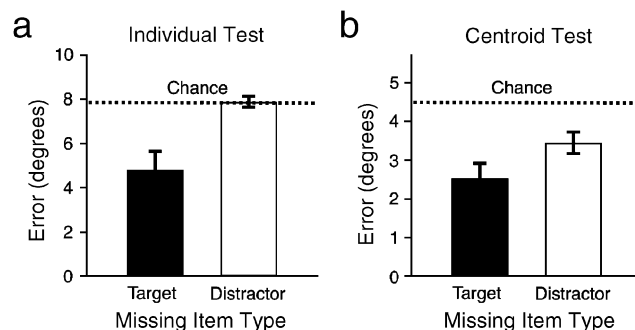 a
Individual Test
10
8
6
4
2
0
Chance
Error (degrees)
Target
Distractor
Missing Item Type
b
Centroid Test
5
4
3
2
1
0
Chance
Error (degrees)
Target
Distractor
Missing Item Type